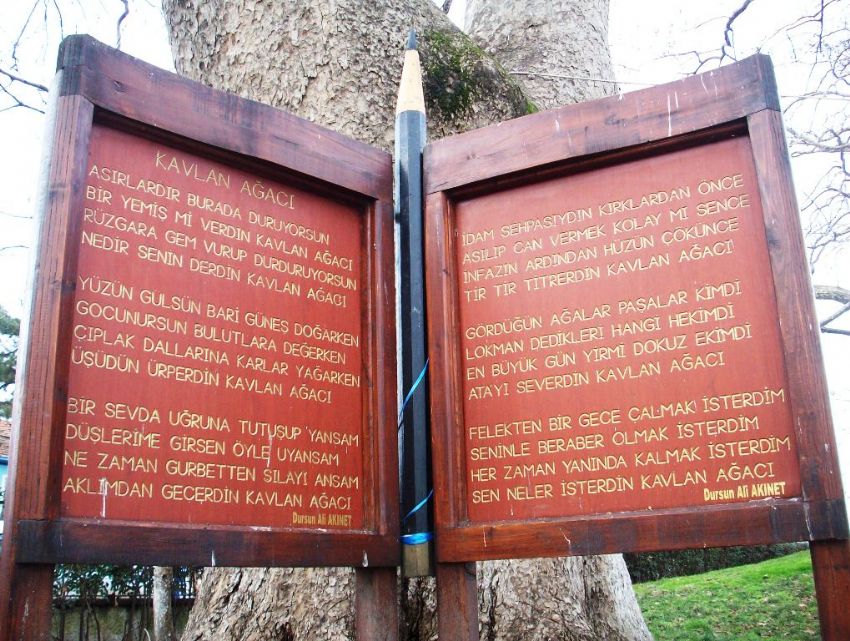 KAVLAN AĞACI
ASIRLARDIR BURADA DURUYORSUN
BİR YEMİŞ Mİ VERDİN KAVLAN AĞACI
RÜZGARA GEM VURUP DURDURUYORSUN
NEDİR SENİN DERDİN KAVLAN AĞACI
YÜZÜN GÜLSÜN BARİ GÜNEŞ DOĞARKEN
GOCUNURSUN BULUTLARA DEĞERKEN
ÇIPLAK DALLARINA KARLAR YAĞARKEN
ÜŞÜDÜN ÜRPERDİN KAVLAN AĞACI
BİR SEVDA UĞRUNA TUTUŞUP YANSAM
DÜŞLERİME GİRSEN ÖYLE UYANSAM
NE ZAMAN GURBETTEN SILAYI ANSAM
AKLIMDAN GEÇERDİN KAVLAN AĞACI
Dursun Ali AKINET
İDAM SEHPASIYDIN KIRKLARDAN ÖNCE
ASILIP CAN VERMEK KOLAY MI SENCE
İNFAZIN ARDINDAN HÜZÜN ÇÖKÜNCE
TİR TİR TİTRERDİN KAVLAN AĞACI
GÖRDÜĞÜN AĞALAR PAŞALAR KİMDİ
LOKMAN DEDİKLERİ HANGİ HEKİMDİ
EN BÜYÜK GÜN YİRMİ DOKUZ EKİMDİ
ATAYI SEVERDİN KAVLAN AĞACI
FELEKTEN BİR GECE ÇALMAK İSTERDİM
SENİNLE BERABER OLMAK İSTERDİM
HER ZAMAN YANINDA KALMAK İSTERDİM
SEN NELER İSTERDİN KAVLAN AĞACI
Dursun Ali AKINET